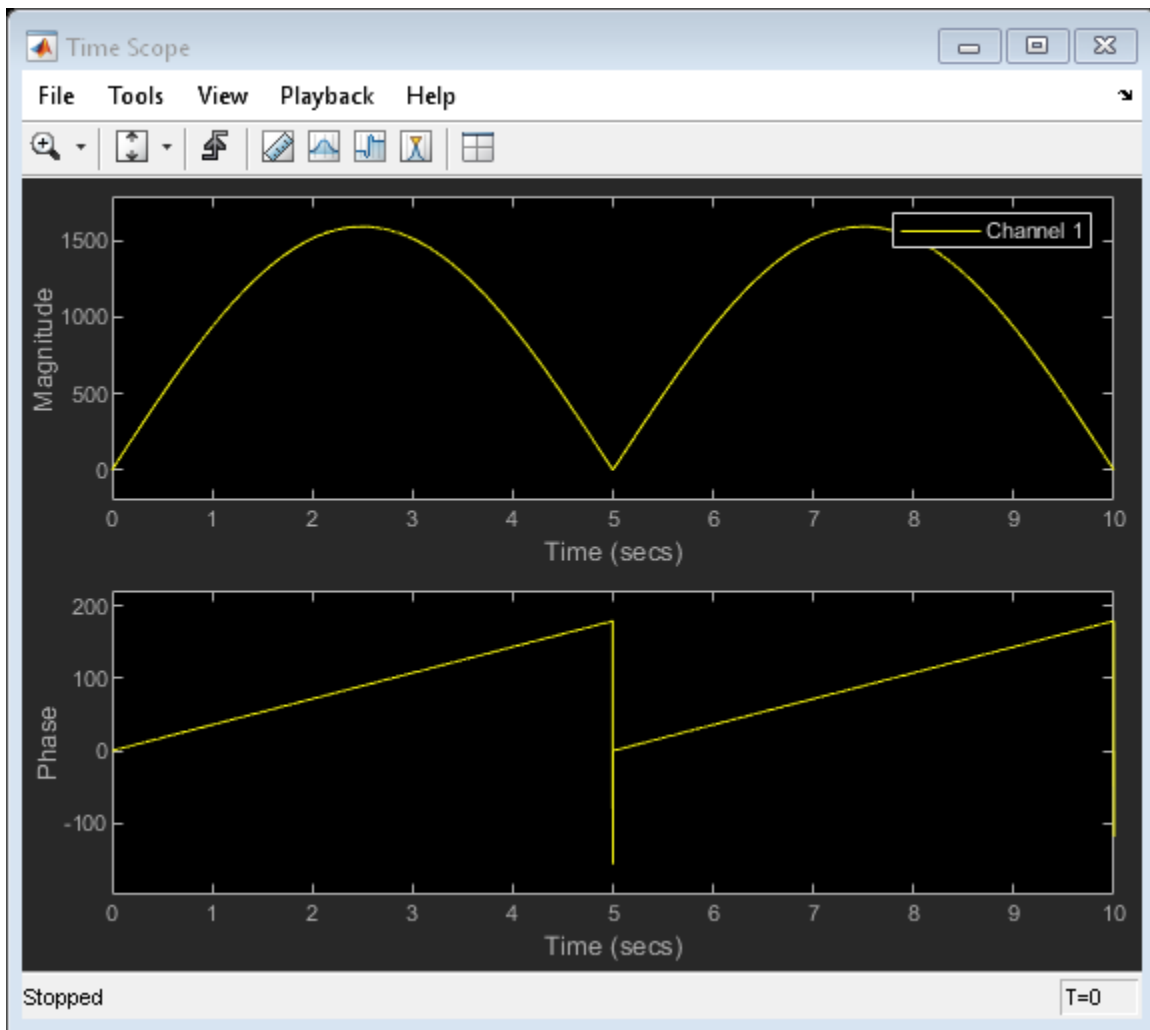 Time Scope
File Tools View Playback Help
Channel 1
1500
1000
500
0
Magnitude
0 1 2 3 4 5 6 7 8 9 10
Time (secs)
200
100
0
-100
Phase
0 1 2 3 4 5 6 7 8 9 10
Time (secs)
Stopped T=0